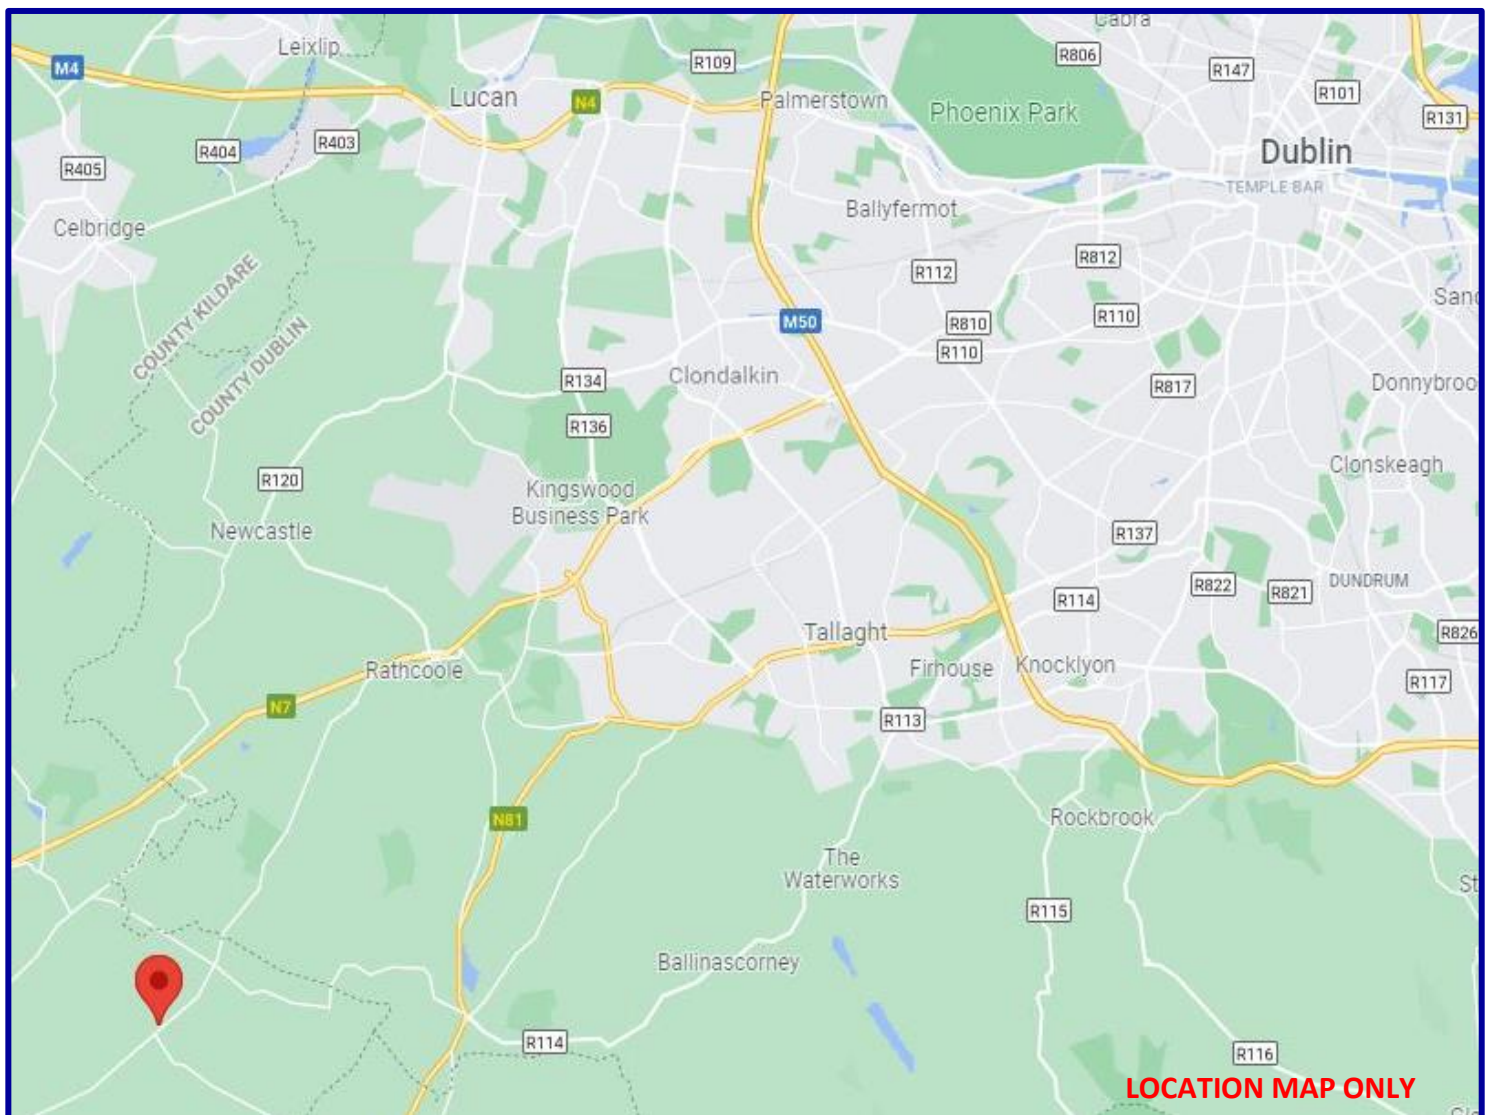 Cabra
Leixlip
R109
R806
M4
R147
Lucan
N4
Palmerstown
R101
Phoenix Park
R131
R404
R403
Dublin
R405
TEMPLE BAR
Celbridge
Ballyfermot
R112
R812
COUNTY KILDARE
COUNTY DUBLIN
M50
R810
R110
R110
R134
Clondalkin
R817
Donnybroo
R136
Clonskeagh
R120
Kingswood
Business Park
Newcastle
R137
R822
R821
DUNDRUM
R114
Tallaght
R826
Rathcoole
Firhouse
Knocklyon
R117
N7
R113
N81
Rockbrook
The
Waterworks
St
R115
Ballinascorney
R114
R116
LOCATION MAP ONLY